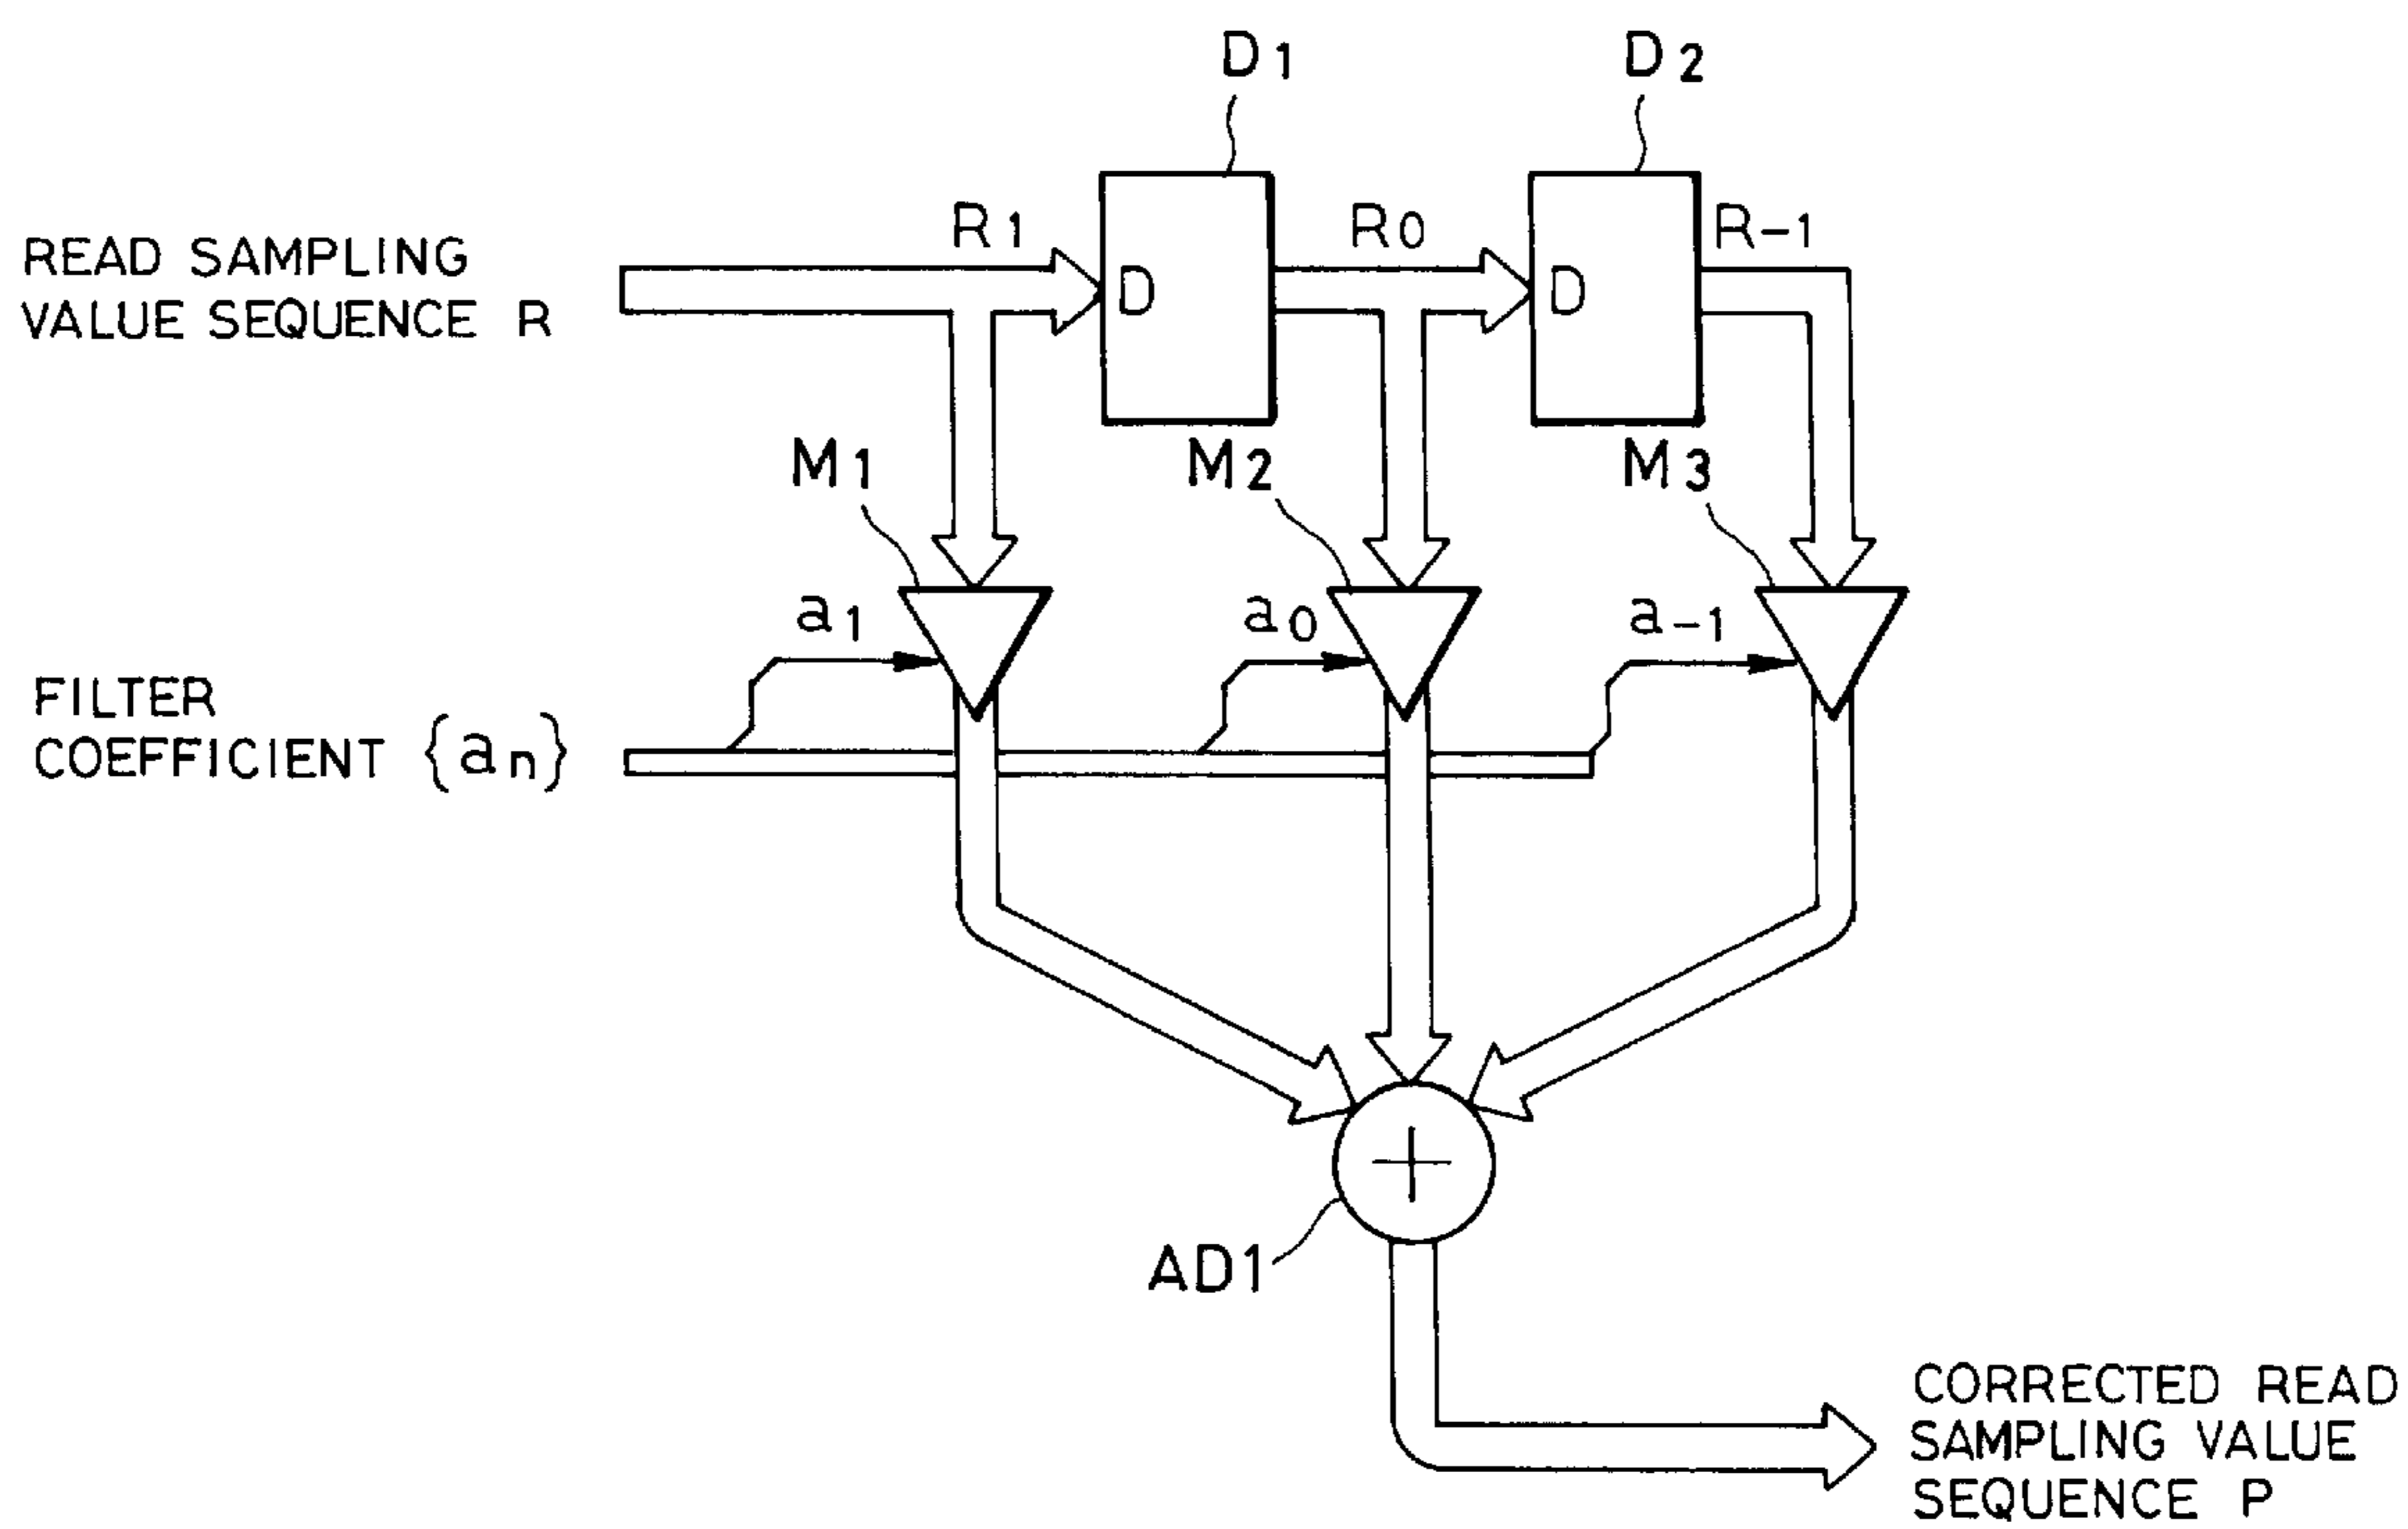 D1
D2
R1
R0
R-1
READ SAMPLING
VALUE SEQUENCE R
D
D
M1
M2
M3
a1
a0
a-1
FILTER
COEFFICIENT {an}
AD1
CORRECTED READ
SAMPLING VALUE
SEQUENCE P